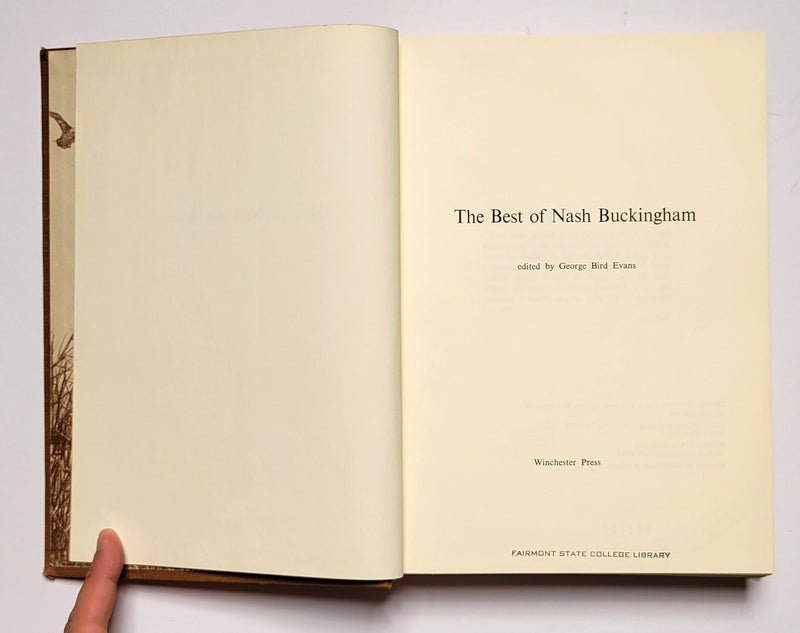 The Best of Nash Buckingham
edited by George Bird Evans
Winchester Press
FAIRMONT STATE COLLEGE LIBRARY